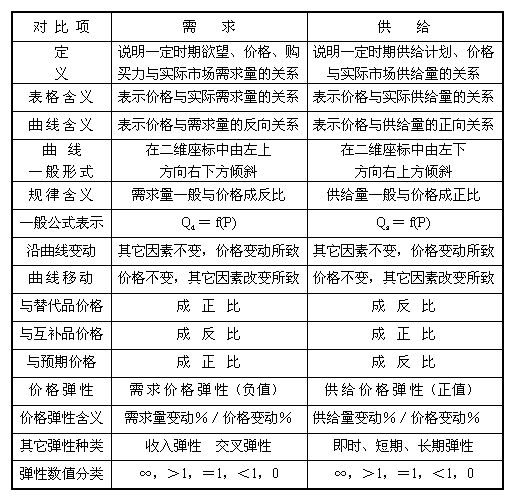 对比项 需求 供给
定 说明一定时期欲望、价格、购 说明一定时期供给计划、价格
义 买力与实际市场需求量的关系 与实际市场供给量的关系
表格含义 表示价格与实际需求量的关系 表示价格与实际供给量的关系
曲线含义 表示价格与需求量的反向关系 表示价格与供给量的正向关系
曲线 在二维座标中由左上 在二维座标中由左下
一般形式 方向右下方倾斜 方向右上方倾斜
规律含义 需求量一般与价格成反比 供给量一般与价格成正比
一般公式表示 Qd＝f(P) Qs＝f(P)
沿曲线变动 其它因素不变，价格变动所致 其它因素不变，价格变动所致
曲线移动 价格不变，其它因素改变所致 价格不变，其它因素改变所致
与替代品价格 成正比 成反比
与互补品价格 成反比 成正比
与预期价格 成正比 成反比
价格弹性 需求价格弹性（负值） 供给价格弹性（正值）
价格弹性含义 需求量变动％/价格变动％ 供给量变动％/价格变动％
其它弹性种类 收入弹性 交叉弹性 即时、短期、长期弹性
弹性数值分类 ∞，＞1，＝1，＜1，0 ∞，＞1，＝1，＜1，0